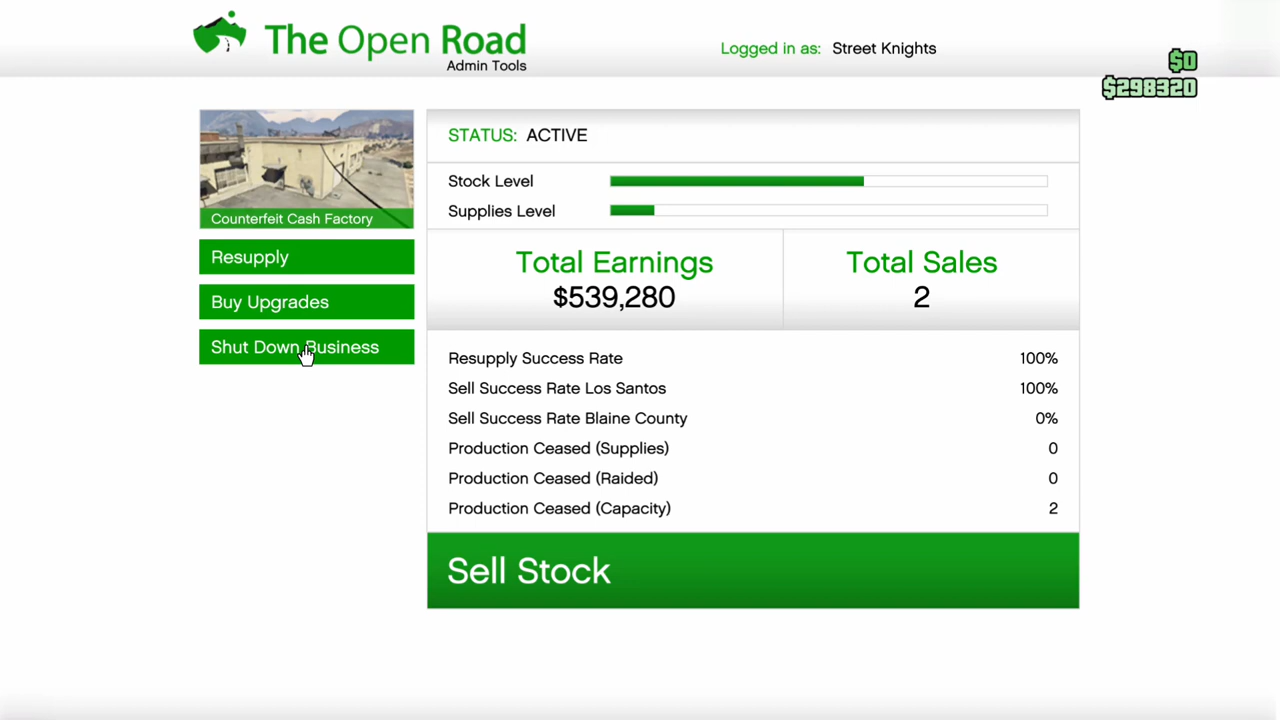 The Open Road
Admin Tools
Logged in as: Street Knights
$0
$298320
Counterfeit Cash Factory
Resupply
Buy Upgrades
Shut Down Business
STATUS: ACTIVE
Stock Level
Supplies Level
Total Earnings
$539,280
Total Sales
2
Resupply Success Rate 100%
Sell Success Rate Los Santos 100%
Sell Success Rate Blaine County 0%
Production Ceased (Supplies) 0
Production Ceased (Raided) 0
Production Ceased (Capacity) 2
Sell Stock